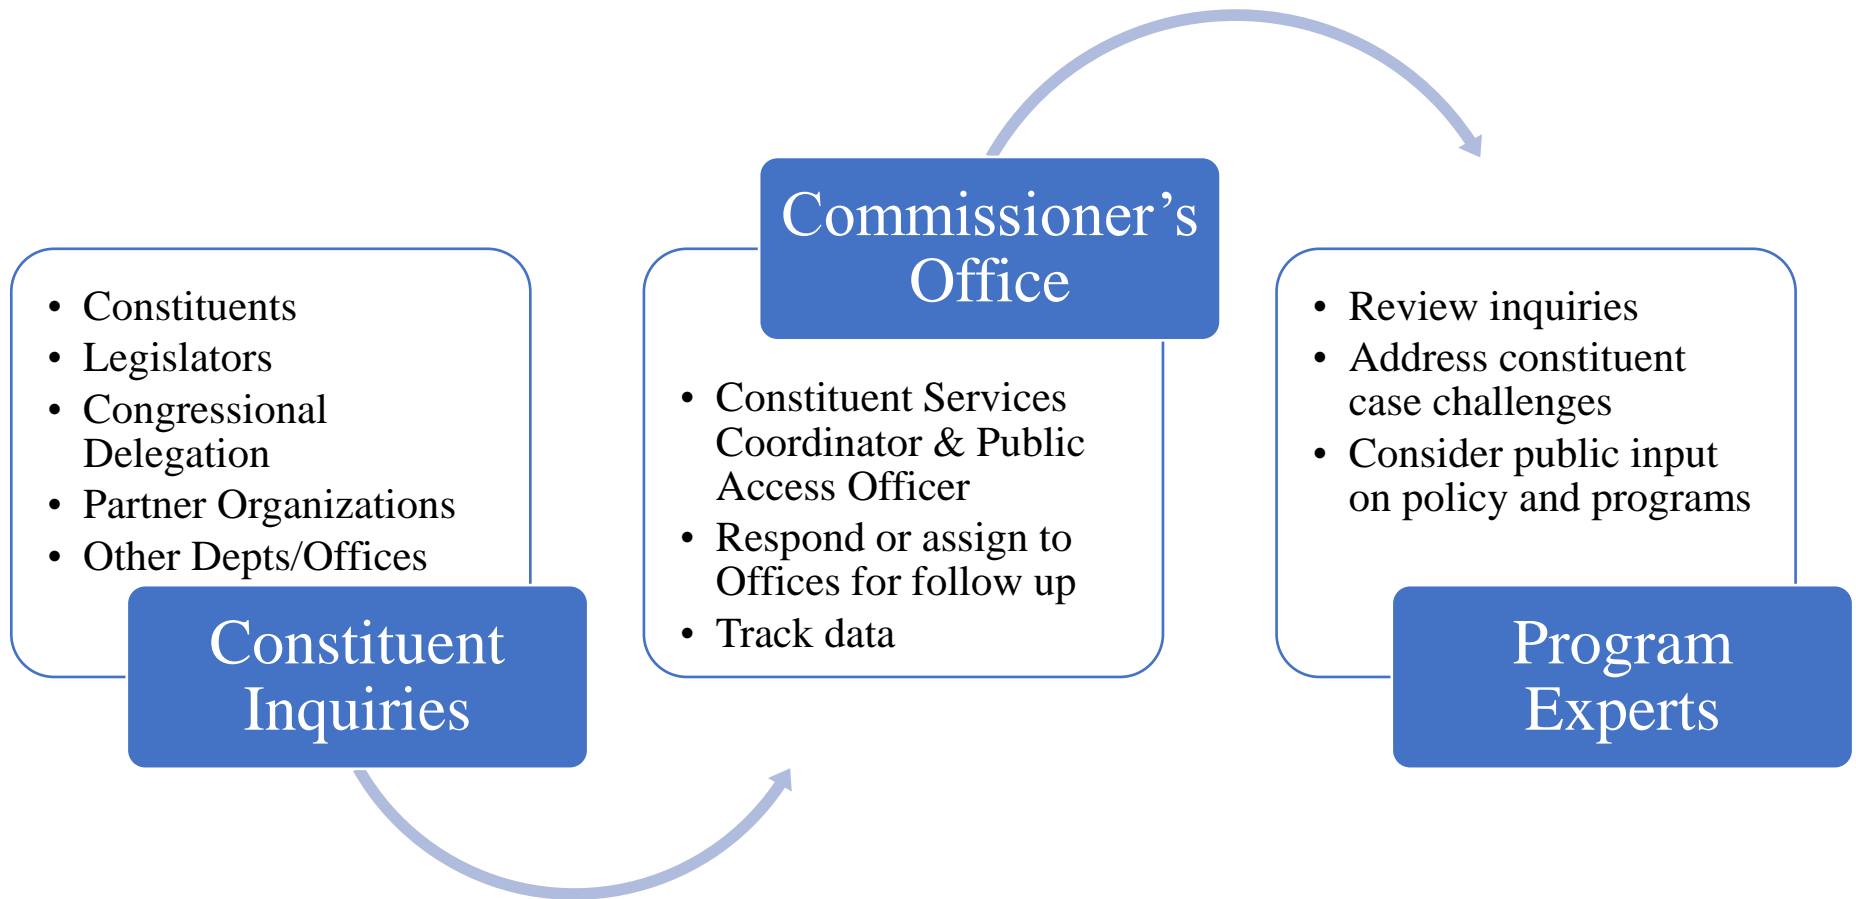 • Constituents
• Legislators
• Congressional
Delegation
• Partner Organizations
• Other Depts/Offices
Constituent
Inquiries
Commissioner’s
Office
• Constituent Services
Coordinator & Public
Access Officer
• Respond or assign to
Offices for follow up
• Track data
• Review inquiries
• Address constituent
case challenges
• Consider public input
on policy and programs
Program
Experts